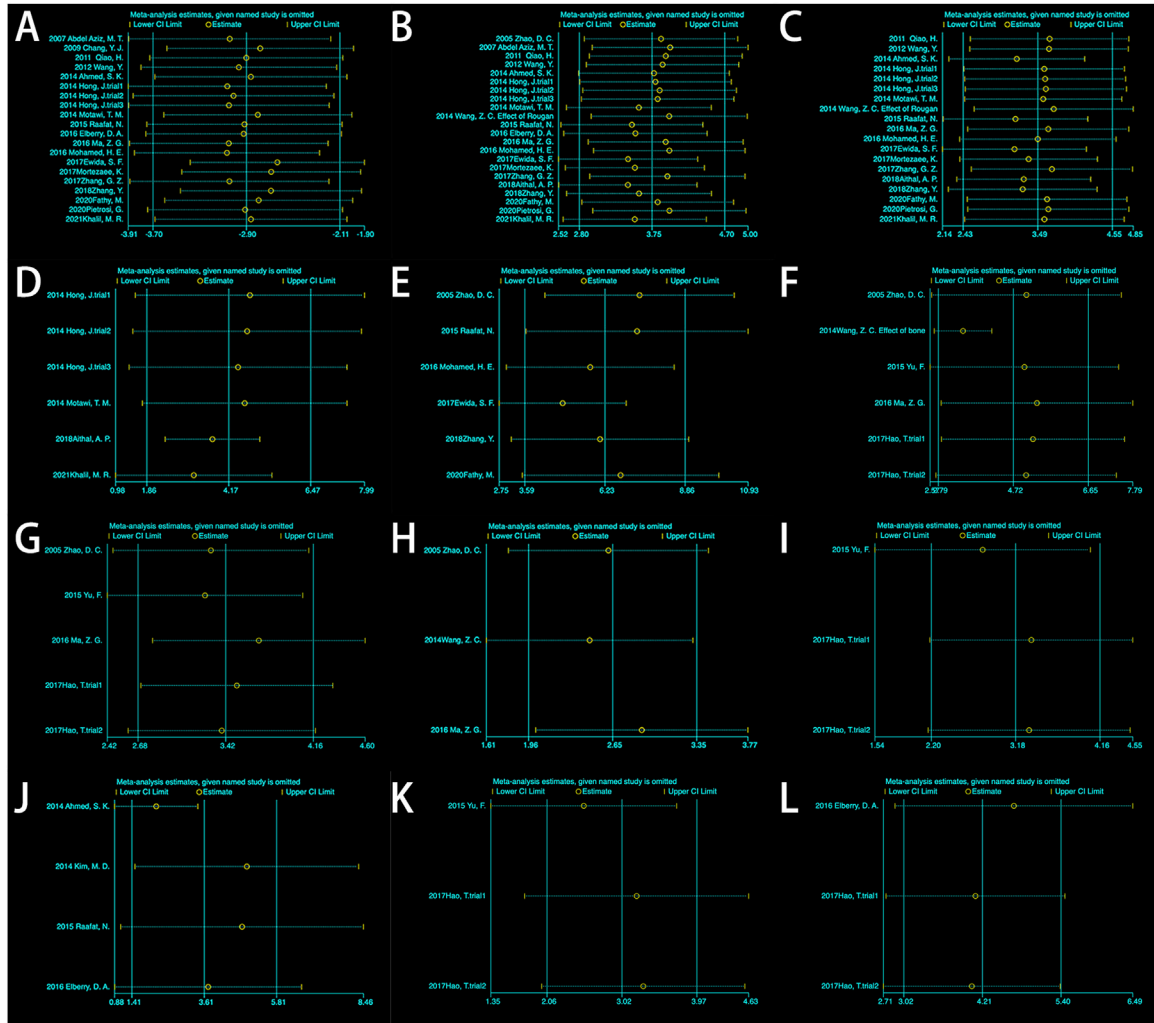 A
Meta-analysis estimates, given named study is omitted
Lower CI Limit Estimate Upper CI Limit
2007 Abdel Aziz, M. T.
2009 Chang, Y. J.
2011 Qiao, H.
2012 Wang, Y.
2014 Ahmed, S. K.
2014 Hong, J.trial1
2014 Hong, J.trial2
2014 Hong, J.trial3
2014 Motawi, T. M.
2015 Raafat, N.
2016 Elberry, D. A.
2016 Ma, Z. G.
2016 Mohamed, H. E.
2017Ewida, S. F.
2017Mortezaee, K.
2017Zhang, G. Z.
2018Zhang, Y.
2020Fathy, M.
2020Pietrosi, G.
2021Khalil, M. R.
-3.91 -3.70 -2.90 -2.11 -1.90
B
Meta-analysis estimates, given named study is omitted
Lower CI Limit Estimate Upper CI Limit
2005 Zhao, D. C.
2007 Abdel Aziz, M. T.
2011 Qiao, H.
2012 Wang, Y.
2014 Ahmed, S. K.
2014 Hong, J.trial1
2014 Hong, J.trial2
2014 Hong, J.trial3
2014 Motawi, T. M.
2014 Wang, Z. C. Effect of Rougan
2015 Raafat, N.
2016 Elberry, D. A.
2016 Ma, Z. G.
2016 Mohamed, H. E.
2017Ewida, S. F.
2017Mortezaee, K.
2017Zhang, G. Z.
2018Aithal, A. P.
2018Zhang, Y.
2020Fathy, M.
2020Pietrosi, G.
2021Khalil, M. R.
2.52 2.80 3.75 4.70 5.00
C
Meta-analysis estimates, given named study is omitted
Lower CI Limit Estimate Upper CI Limit
2011 Qiao, H.
2012 Wang, Y.
2014 Ahmed, S. K.
2014 Hong, J.trial1
2014 Hong, J.trial2
2014 Hong, J.trial3
2014 Motawi, T. M.
2014 Wang, Z. C. Effect of Rougan
2015 Raafat, N.
2016 Ma, Z. G.
2016 Mohamed, H. E.
2017Ewida, S. F.
2017Mortezaee, K.
2017Zhang, G. Z.
2018Aithal, A. P.
2018Zhang, Y.
2020Fathy, M.
2020Pietrosi, G.
2021Khalil, M. R.
2.14 2.43 3.49 4.55 4.85
D
Meta-analysis estimates, given named study is omitted
Lower CI Limit Estimate Upper CI Limit
2014 Hong, J.trial1
2014 Hong, J.trial2
2014 Hong, J.trial3
2014 Motawi, T. M.
2018Aithal, A. P.
2021Khalil, M. R.
0.98 1.86 4.17 6.47 7.99
E
Meta-analysis estimates, given named study is omitted
Lower CI Limit Estimate Upper CI Limit
2005 Zhao, D. C.
2015 Raafat, N.
2016 Mohamed, H. E.
2017Ewida, S. F.
2018Zhang, Y.
2020Fathy, M.
2.75 3.59 6.23 8.86 10.93
F
Meta-analysis estimates, given named study is omitted
Lower CI Limit Estimate Upper CI Limit
2005 Zhao, D. C.
2014Wang, Z. C. Effect of bone
2015 Yu, F.
2016 Ma, Z. G.
2017Hao, T.trial1
2017Hao, T.trial2
2.79 4.72 6.65 7.79
G
Meta-analysis estimates, given named study is omitted
Lower CI Limit Estimate Upper CI Limit
2005 Zhao, D. C.
2015 Yu, F.
2016 Ma, Z. G.
2017Hao, T.trial1
2017Hao, T.trial2
2.42 2.68 3.42 4.16 4.60
H
Meta-analysis estimates, given named study is omitted
Lower CI Limit Estimate Upper CI Limit
2005 Zhao, D. C.
2014Wang, Z. C.
2016 Ma, Z. G.
1.61 1.96 2.65 3.35 3.77
I
Meta-analysis estimates, given named study is omitted
Lower CI Limit Estimate Upper CI Limit
2015 Yu, F.
2017Hao, T.trial1
2017Hao, T.trial2
1.54 2.20 3.18 4.16 4.55
J
Meta-analysis estimates, given named study is omitted
Lower CI Limit Estimate Upper CI Limit
2014 Ahmed, S. K.
2014 Kim, M. D.
2015 Raafat, N.
2016 Elberry, D. A.
0.88 1.41 3.61 5.81 8.46
K
Meta-analysis estimates, given named study is omitted
Lower CI Limit Estimate Upper CI Limit
2015 Yu, F.
2017Hao, T.trial1
2017Hao, T.trial2
1.35 2.06 3.02 3.97 4.63
L
Meta-analysis estimates, given named study is omitted
Lower CI Limit Estimate Upper CI Limit
2016 Elberry, D. A.
2017Hao, T.trial1
2017Hao, T.trial2
2.71 3.02 4.21 5.40 6.49